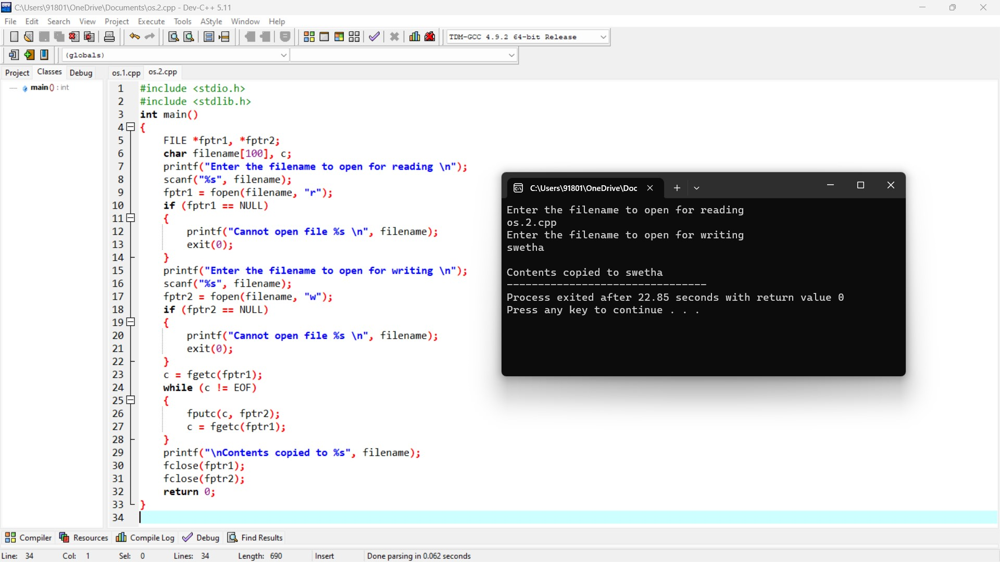 C:\Users\91801\OneDrive\Documents\os.2.cpp - Dev-C++ 5.11
File Edit Search View Project Execute Tools AStyle Window Help
TDM-GCC 4.9.2 64-bit Release
(globals)
Project Classes Debug
os.1.cpp os.2.cpp
main () : int
1 #include <stdio.h>
2 #include <stdlib.h>
3 int main()
4 {
5 FILE *fptr1, *fptr2;
6 char filename[100], c;
7 printf("Enter the filename to open for reading \n");
8 scanf("%s", filename);
9 fptr1 = fopen(filename, "r");
10 if (fptr1 == NULL)
11 {
12 printf("Cannot open file %s \n", filename);
13 exit(0);
14 }
15 printf("Enter the filename to open for writing \n");
16 scanf("%s", filename);
17 fptr2 = fopen(filename, "w");
18 if (fptr2 == NULL)
19 {
20 printf("Cannot open file %s \n", filename);
21 exit(0);
22 }
23 c = fgetc(fptr1);
24 while (c != EOF)
25 {
26 fputc(c, fptr2);
27 c = fgetc(fptr1);
28 }
29 printf("\nContents copied to %s", filename);
30 fclose(fptr1);
31 fclose(fptr2);
32 return 0;
33 }
34
C:\Users\91801\OneDrive\Doc
Enter the filename to open for reading
os.2.cpp
Enter the filename to open for writing
swetha
Contents copied to swetha
--------------------------------
Process exited after 22.85 seconds with return value 0
Press any key to continue . . .
Compiler Resources Compile Log Debug Find Results
Line: 34 Col: 1 Sel: 0 Lines: 34 Length: 690 Insert Done parsing in 0.062 seconds